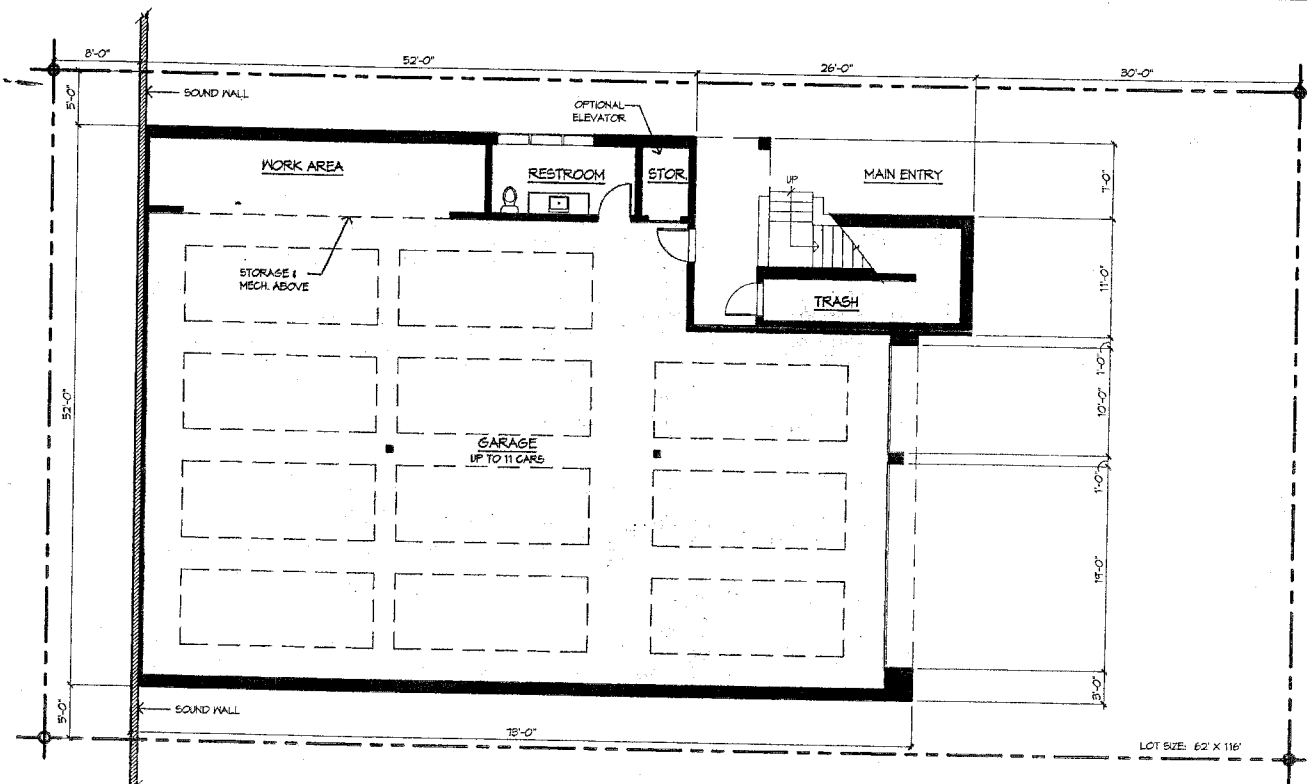 8'-0"
52'-0"
26'-0"
30'-0"
5'-0"
SOUND WALL
OPTIONAL
ELEVATOR
WORK AREA
RESTROOM
STOR.
UP
MAIN ENTRY
7'-0"
STORAGE &
MECH. ABOVE
11'-0"
TRASH
1'-0"
10'-0"
52'-0"
GARAGE
UP TO 11 CARS
1'-0"
19'-0"
3'-0"
5'-0"
SOUND WALL
73'-0"
LOT SIZE: 62' X 116'